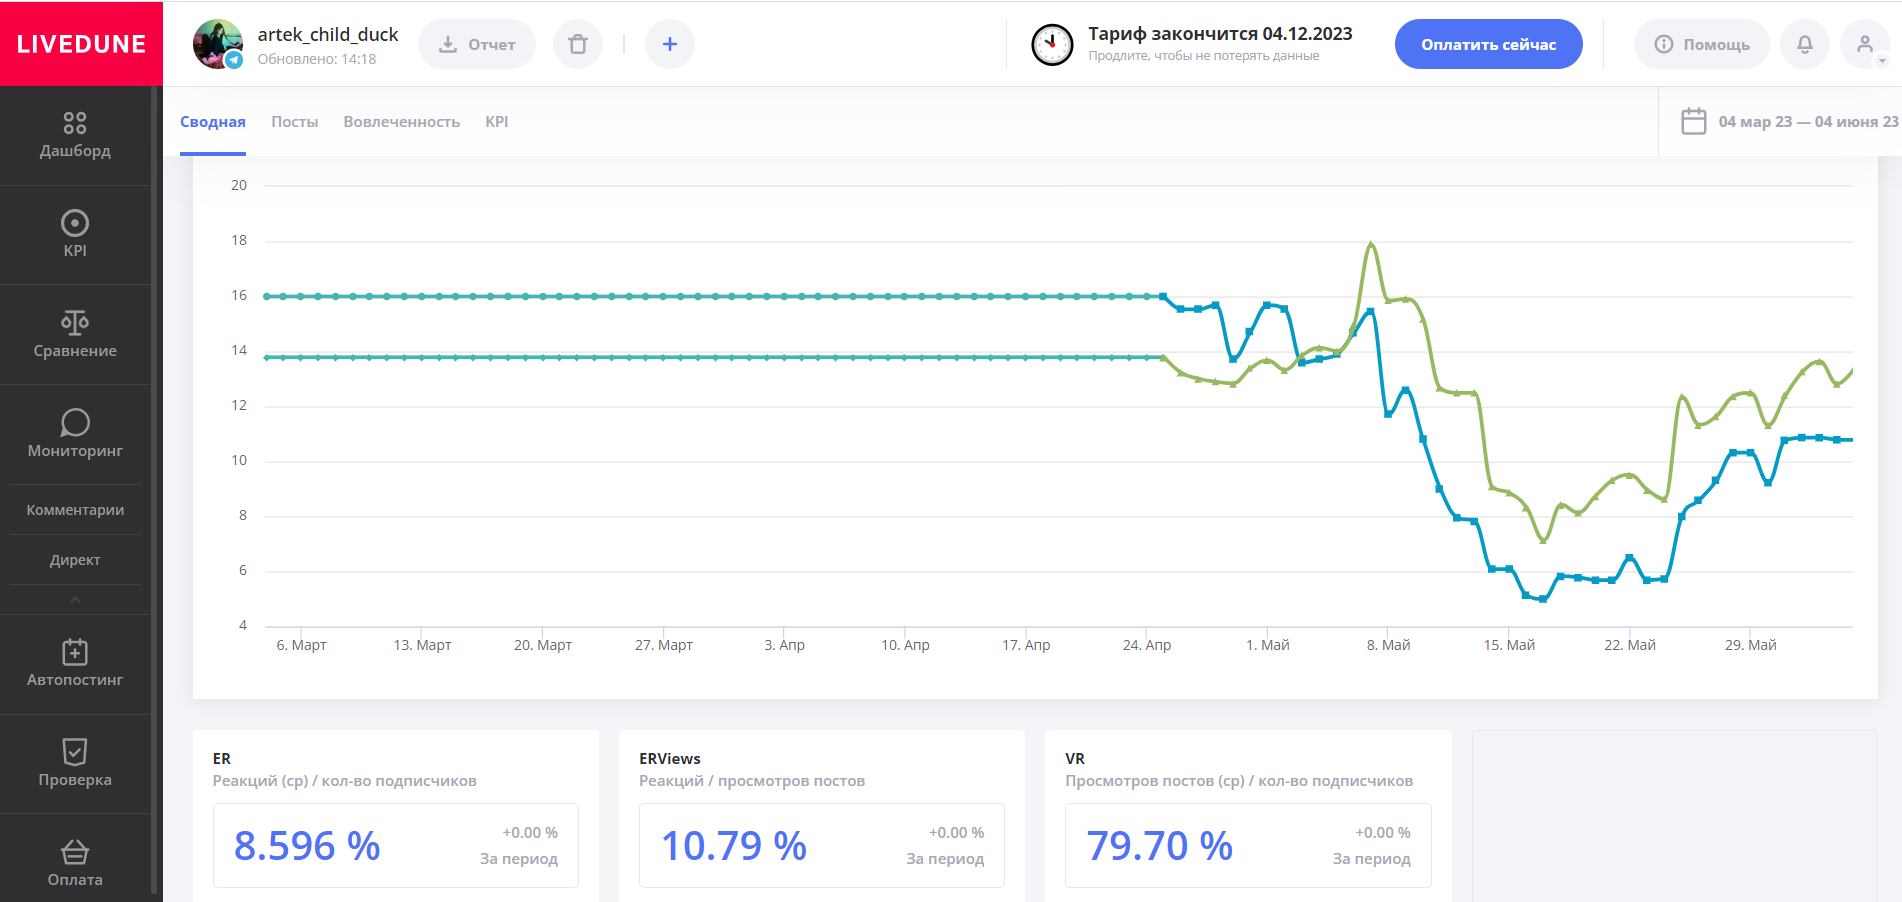 LIVEDUNE
artek_child_duck
Обновлено: 14:18
Отчет
Тариф закончится 04.12.2023
Продлите, чтобы не потерять данные
Оплатить сейчас
Помощь
Дашборд
KPI
Сравнение
Мониторинг
Комментарии
Директ
Автопостинг
Проверка
Оплата
Сводная
Посты
Вовлеченность
KPI
04 мар 23 — 04 июня 23
20
18
16
14
12
10
8
6
4
6. Март
13. Март
20. Март
27. Март
3. Апр
10. Апр
17. Апр
24. Апр
1. Май
8. Май
15. Май
22. Май
29. Май
ER
Реакций (ср) / кол-во подписчиков
8.596 %
+0.00 %
За период
ERViews
Реакций / просмотров постов
10.79 %
+0.00 %
За период
VR
Просмотров постов (ср) / кол-во подписчиков
79.70 %
+0.00 %
За период